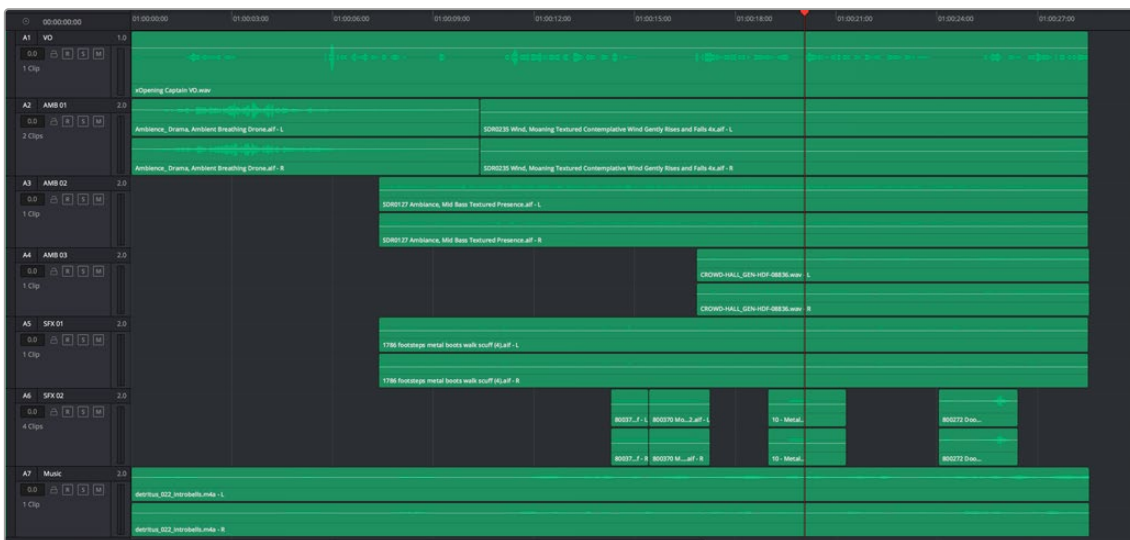 00:00:00:00 01:00:00:00 01:00:03:00 01:00:06:00 01:00:09:00 01:00:12:00 01:00:15:00 01:00:18:00 01:00:21:00 01:00:24:00 01:00:27:00
A1 VO 1.0
0.0 R S M
1 Clip
xOpening Captain VO.wav
A2 AMB 01 2.0
0.0 R S M
2 Clips
Ambience_ Drama, Ambient Breathing Drone.aif - L
SDR0235 Wind, Moaning Textured Contemplative Wind Gently Rises and Falls 4x.aif - L
Ambience_ Drama, Ambient Breathing Drone.aif - R
SDR0235 Wind, Moaning Textured Contemplative Wind Gently Rises and Falls 4x.aif - R
A3 AMB 02 2.0
0.0 R S M
1 Clip
SDR0127 Ambiance, Mid Bass Textured Presence.aif - L
SDR0127 Ambiance, Mid Bass Textured Presence.aif - R
A4 AMB 03 2.0
0.0 R S M
1 Clip
CROWD-HALL_GEN-HDF-08836.wav - L
CROWD-HALL_GEN-HDF-08836.wav - R
A5 SFX 01 2.0
0.0 R S M
1 Clip
1786 footsteps metal boots walk scuff (4).aif - L
1786 footsteps metal boots walk scuff (4).aif - R
A6 SFX 02 2.0
0.0 R S M
4 Clips
80037...f - L 800370 Mo...2.aif - L 10 - Metal... 800272 Doo...
80037...f - R 800370 M....aif - R 10 - Metal... 800272 Doo...
A7 Music 2.0
0.0 R S M
1 Clip
detritus_022_introbells.m4a - L
detritus_022_introbells.m4a - R